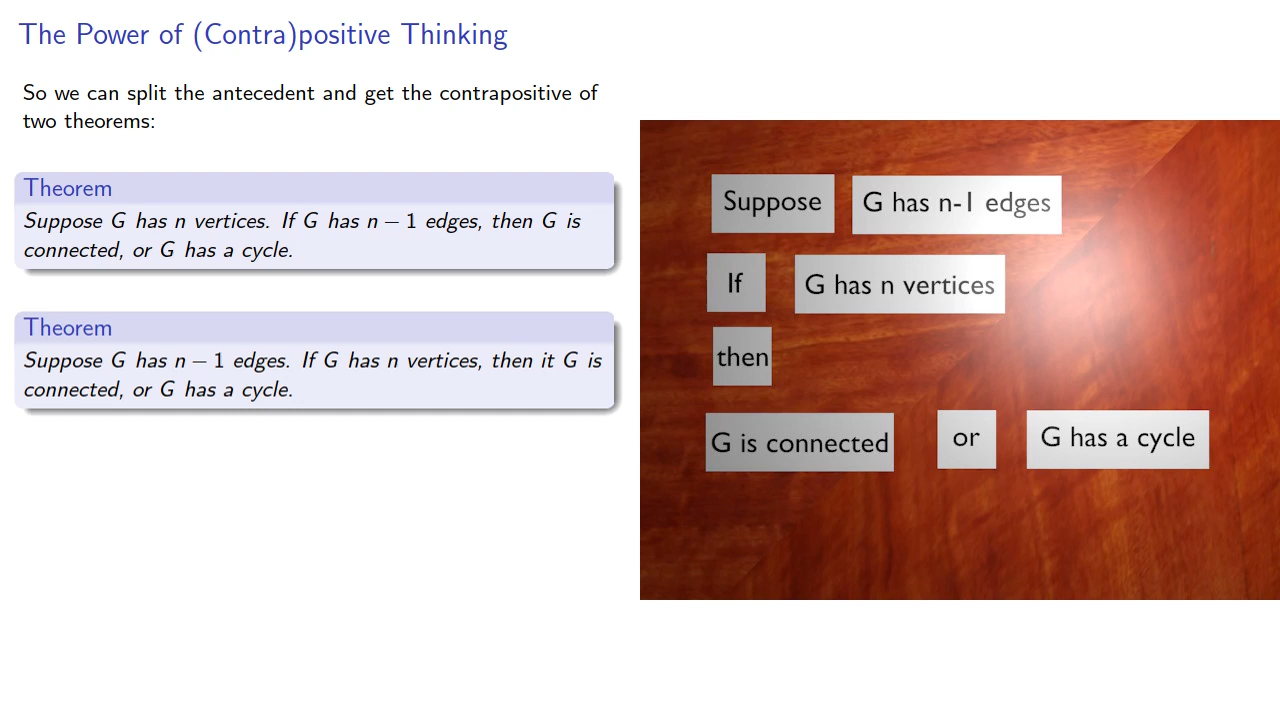 The Power of (Contra)positive Thinking
So we can split the antecedent and get the contrapositive of
two theorems:
Theorem
Suppose G has n vertices. If G has n − 1 edges, then G is
connected, or G has a cycle.
Theorem
Suppose G has n − 1 edges. If G has n vertices, then it G is
connected, or G has a cycle.
Suppose G has n-1 edges
If G has n vertices
then
G is connected or G has a cycle